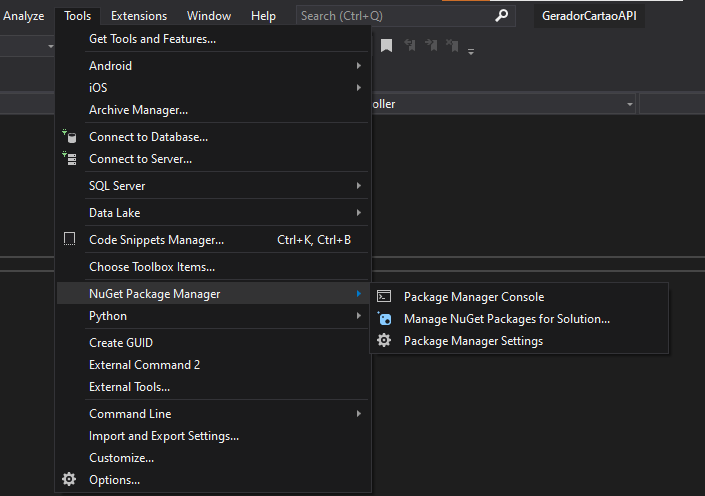 Analyze Tools Extensions Window Help Search (Ctrl+Q) GeradorCartaoAPI
Get Tools and Features...
Android
iOS
Archive Manager...
ller
Connect to Database...
Connect to Server...
SQL Server
Data Lake
Code Snippets Manager... Ctrl+K, Ctrl+B
Choose Toolbox Items...
NuGet Package Manager
Package Manager Console
Manage NuGet Packages for Solution...
Package Manager Settings
Python
Create GUID
External Command 2
External Tools...
Command Line
Import and Export Settings...
Customize...
Options...